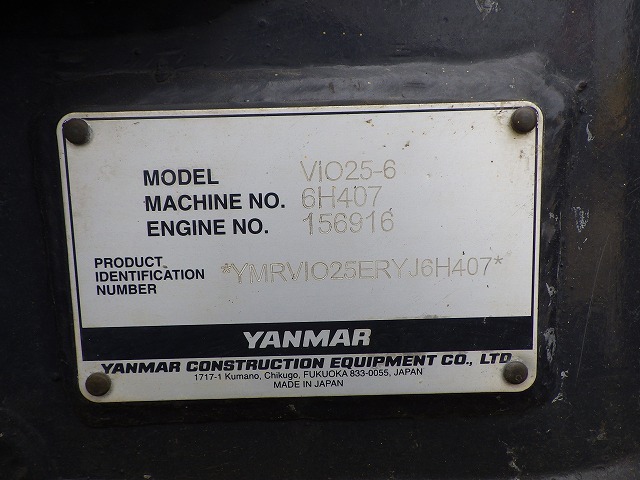 MODEL VIO25-6
MACHINE NO. 6H407
ENGINE NO. 156916
PRODUCT
IDENTIFICATION
NUMBER
*YMRVIO25ERYJ6H407*
YANMAR
YANMAR CONSTRUCTION EQUIPMENT CO., LTD.
1717-1 Kumano, Chikugo, FUKUOKA 833-0055, JAPAN
MADE IN JAPAN